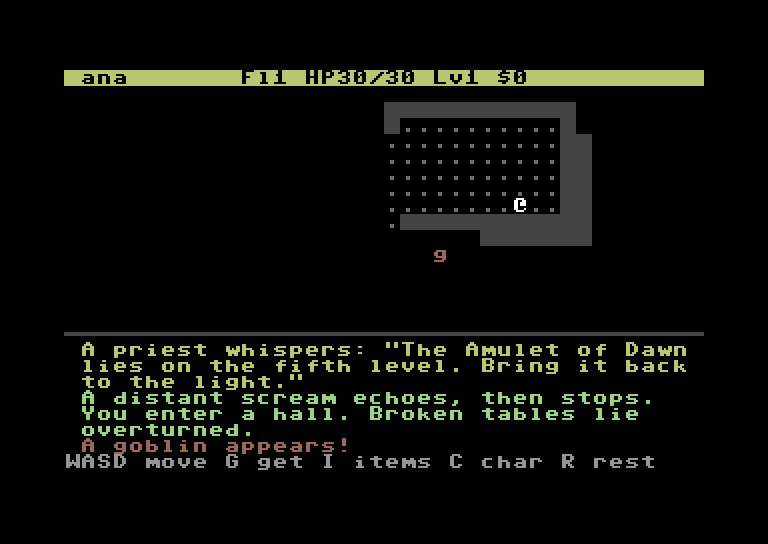 ana Fl1 HP30/30 Lv1 $0
@
g
A priest whispers: "The Amulet of Dawn
lies on the fifth level. Bring it back
to the light."
A distant scream echoes, then stops.
You enter a hall. Broken tables lie
overturned.
A goblin appears!
WASD move G get I items C char R rest